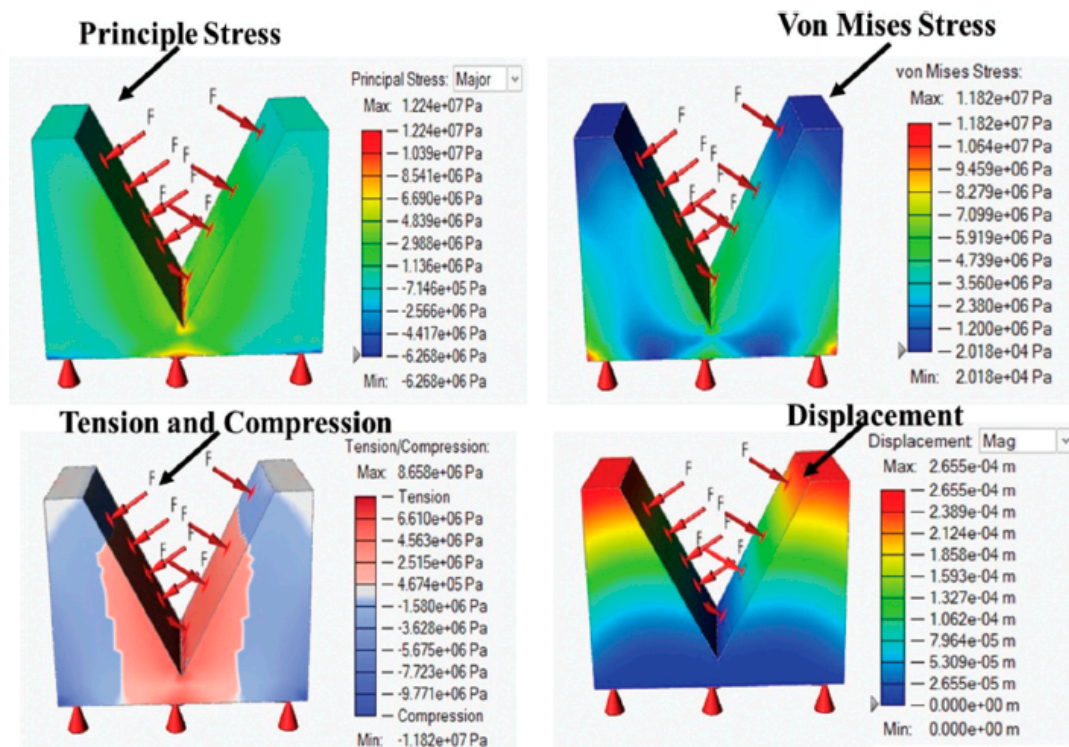 Principle Stress
Principal Stress: Major
Max: 1.224e+07 Pa
1.224e+07 Pa
1.039e+07 Pa
8.541e+06 Pa
6.690e+06 Pa
4.839e+06 Pa
2.988e+06 Pa
1.136e+06 Pa
-7.146e+05 Pa
-2.566e+06 Pa
-4.417e+06 Pa
-6.268e+06 Pa
Min: -6.268e+06 Pa
F
F
F
F
F
F
Von Mises Stress
von Mises Stress:
Max: 1.182e+07 Pa
1.182e+07 Pa
1.064e+07 Pa
9.459e+06 Pa
8.279e+06 Pa
7.099e+06 Pa
5.919e+06 Pa
4.739e+06 Pa
3.560e+06 Pa
2.380e+06 Pa
1.200e+06 Pa
2.018e+04 Pa
Min: 2.018e+04 Pa
F
F
F
F
F
F
Tension and Compression
Tension/Compression:
Max: 8.658e+06 Pa
Tension
6.610e+06 Pa
4.563e+06 Pa
2.515e+06 Pa
4.674e+05 Pa
-1.580e+06 Pa
-3.628e+06 Pa
-5.675e+06 Pa
-7.723e+06 Pa
-9.771e+06 Pa
Compression
Min: -1.182e+07 Pa
F
F
F
F
F
F
Displacement
Displacement: Mag
Max: 2.655e-04 m
2.655e-04 m
2.389e-04 m
2.124e-04 m
1.858e-04 m
1.593e-04 m
1.327e-04 m
1.062e-04 m
7.964e-05 m
5.309e-05 m
2.655e-05 m
0.000e+00 m
Min: 0.000e+00 m
F
F
F
F
F
F